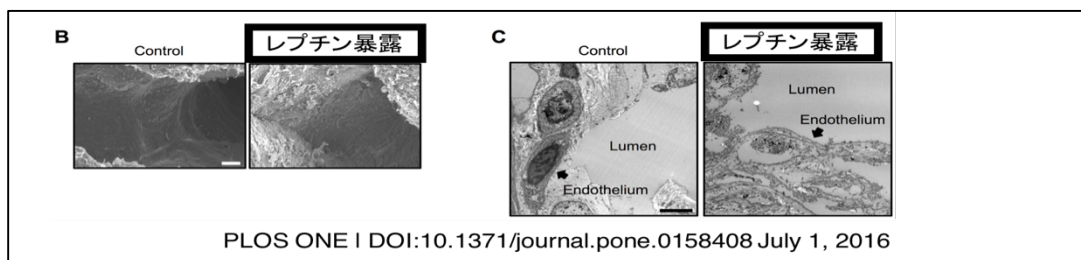 B
Control
レプチン暴露
C
Control
レプチン暴露
Lumen
Endothelium
Lumen
Endothelium
PLOS ONE | DOI:10.1371/journal.pone.0158408 July 1, 2016